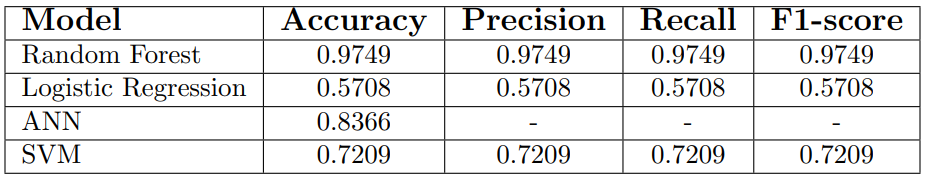 Model Accuracy Precision Recall F1-score
Random Forest 0.9749 0.9749 0.9749 0.9749
Logistic Regression 0.5708 0.5708 0.5708 0.5708
ANN 0.8366 - - -
SVM 0.7209 0.7209 0.7209 0.7209